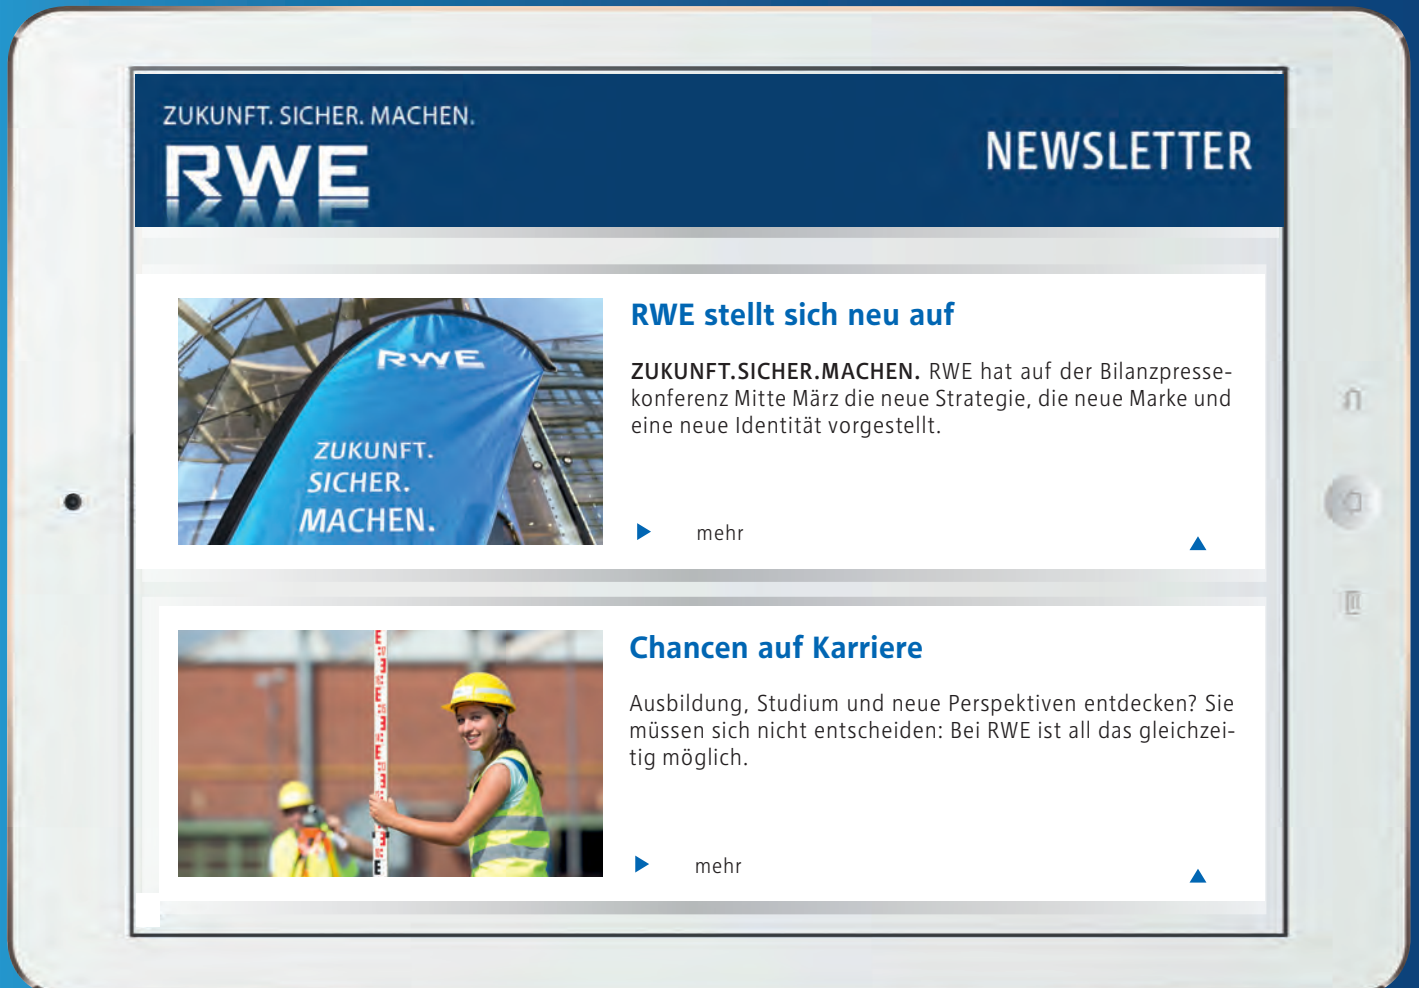 ZUKUNFT. SICHER. MACHEN.
RWE
NEWSLETTER
RWE
ZUKUNFT.
SICHER.
MACHEN.
RWE stellt sich neu auf
ZUKUNFT.SICHER.MACHEN. RWE hat auf der Bilanzpresse-
konferenz Mitte März die neue Strategie, die neue Marke und
eine neue Identität vorgestellt.
mehr
Chancen auf Karriere
Ausbildung, Studium und neue Perspektiven entdecken? Sie
müssen sich nicht entscheiden: Bei RWE ist all das gleichzei-
tig möglich.
mehr